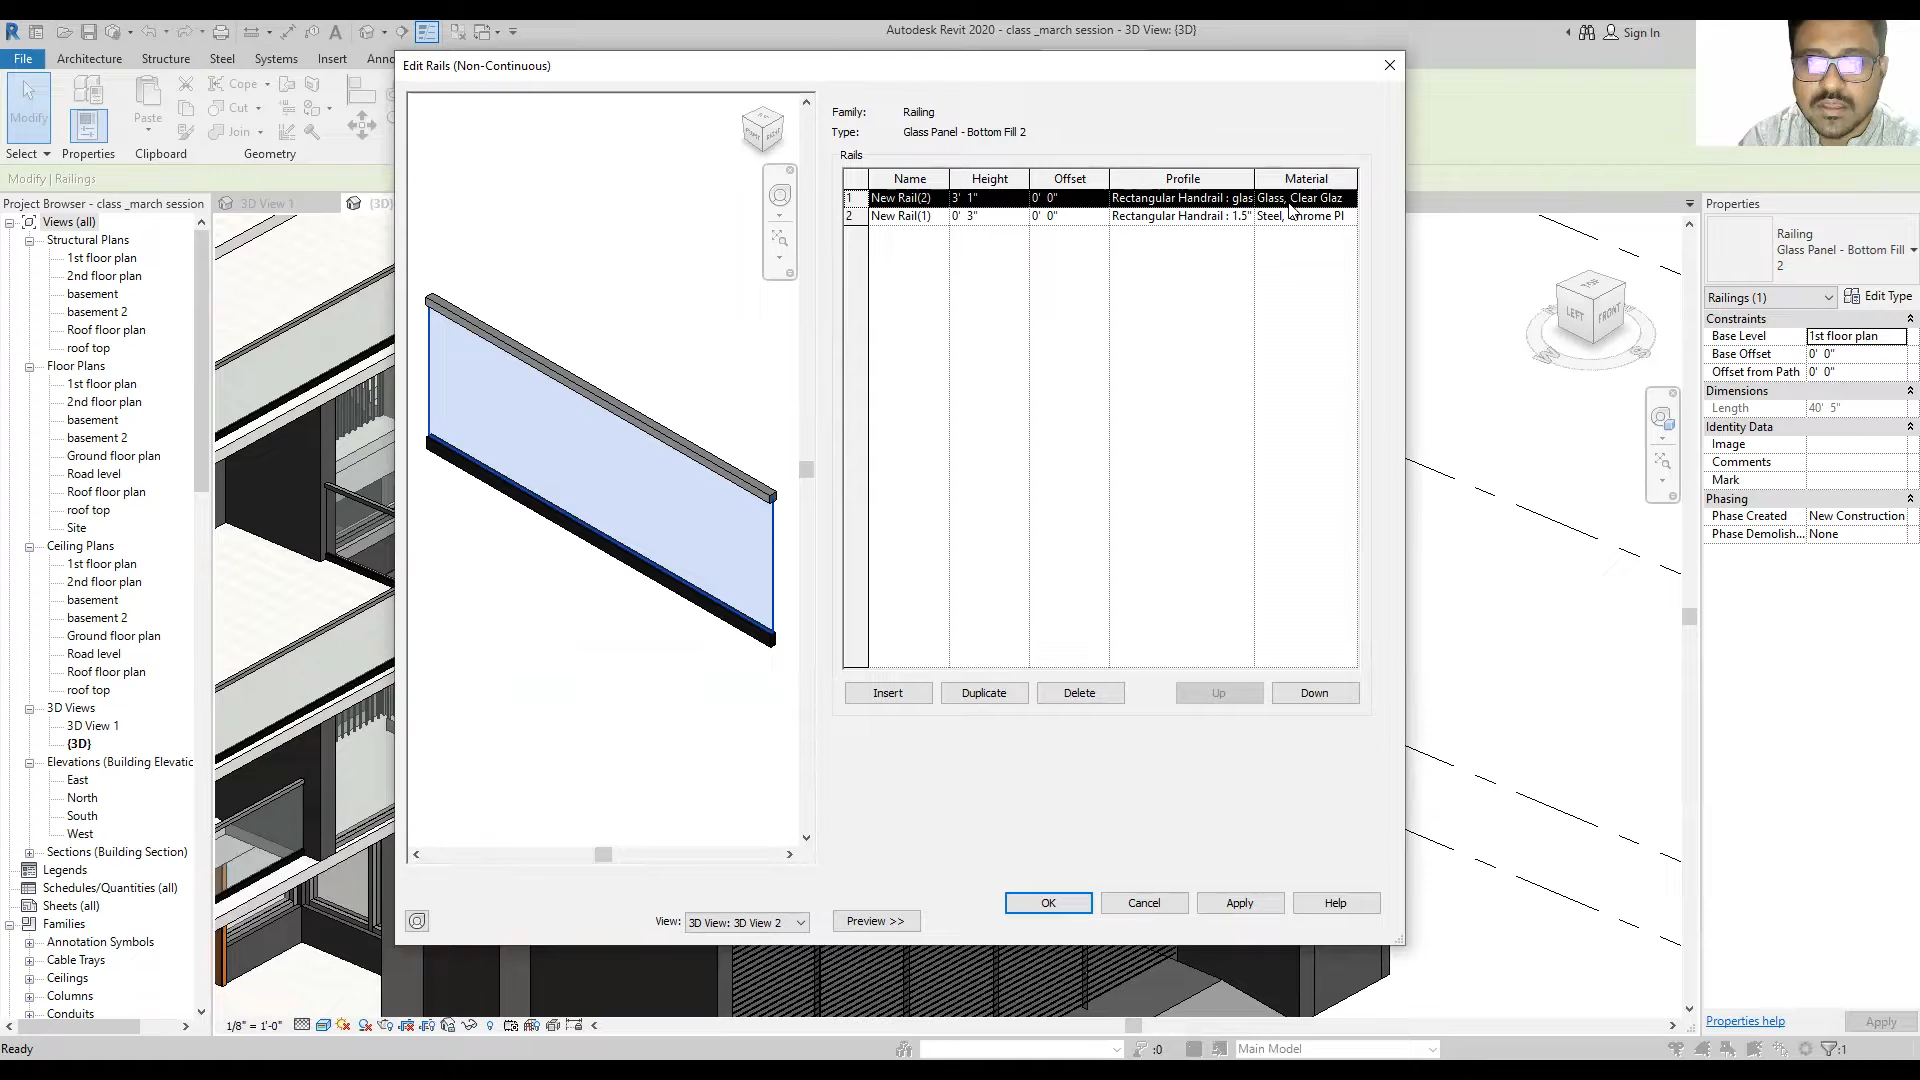 Autodesk Revit 2020 - class _march session - 3D View: {3D}
Sign In
File
Architecture
Structure
Steel
Systems
Insert
Modify
Select
Properties
Paste
Clipboard
Cope
Cut
Join
Geometry
Modify | Railings
Project Browser - class _march session
Views (all)
Structural Plans
1st floor plan
2nd floor plan
basement
basement 2
Roof floor plan
roof top
Floor Plans
1st floor plan
2nd floor plan
basement
basement 2
Ground floor plan
Road level
Roof floor plan
roof top
Site
Ceiling Plans
1st floor plan
2nd floor plan
basement
basement 2
Ground floor plan
Road level
Roof floor plan
roof top
3D Views
3D View 1
{3D}
Elevations (Building Elevatic
East
North
South
West
Sections (Building Section)
Legends
Schedules/Quantities (all)
Sheets (all)
Families
Annotation Symbols
Cable Trays
Ceilings
Columns
Conduits
3D View 1
{3D}
Edit Rails (Non-Continuous)
Family: Railing
Type: Glass Panel - Bottom Fill 2
Rails
Name Height Offset Profile Material
1 New Rail(2) 3' 1" 0' 0" Rectangular Handrail : glas Glass, Clear Glaz
2 New Rail(1) 0' 3" 0' 0" Rectangular Handrail : 1.5" Steel, Chrome Pl
Insert Duplicate Delete Up Down
OK Cancel Apply Help
View: 3D View: 3D View 2 Preview >>
TOP
LEFT
FRONT
Properties
Railing
Glass Panel - Bottom Fill
2
Railings (1) Edit Type
Constraints
Base Level 1st floor plan
Base Offset 0' 0"
Offset from Path 0' 0"
Dimensions
Length 40' 5"
Identity Data
Image
Comments
Mark
Phasing
Phase Created New Construction
Phase Demolish... None
Properties help Apply
1/8" = 1'-0"
Ready
:0
Main Model
:1